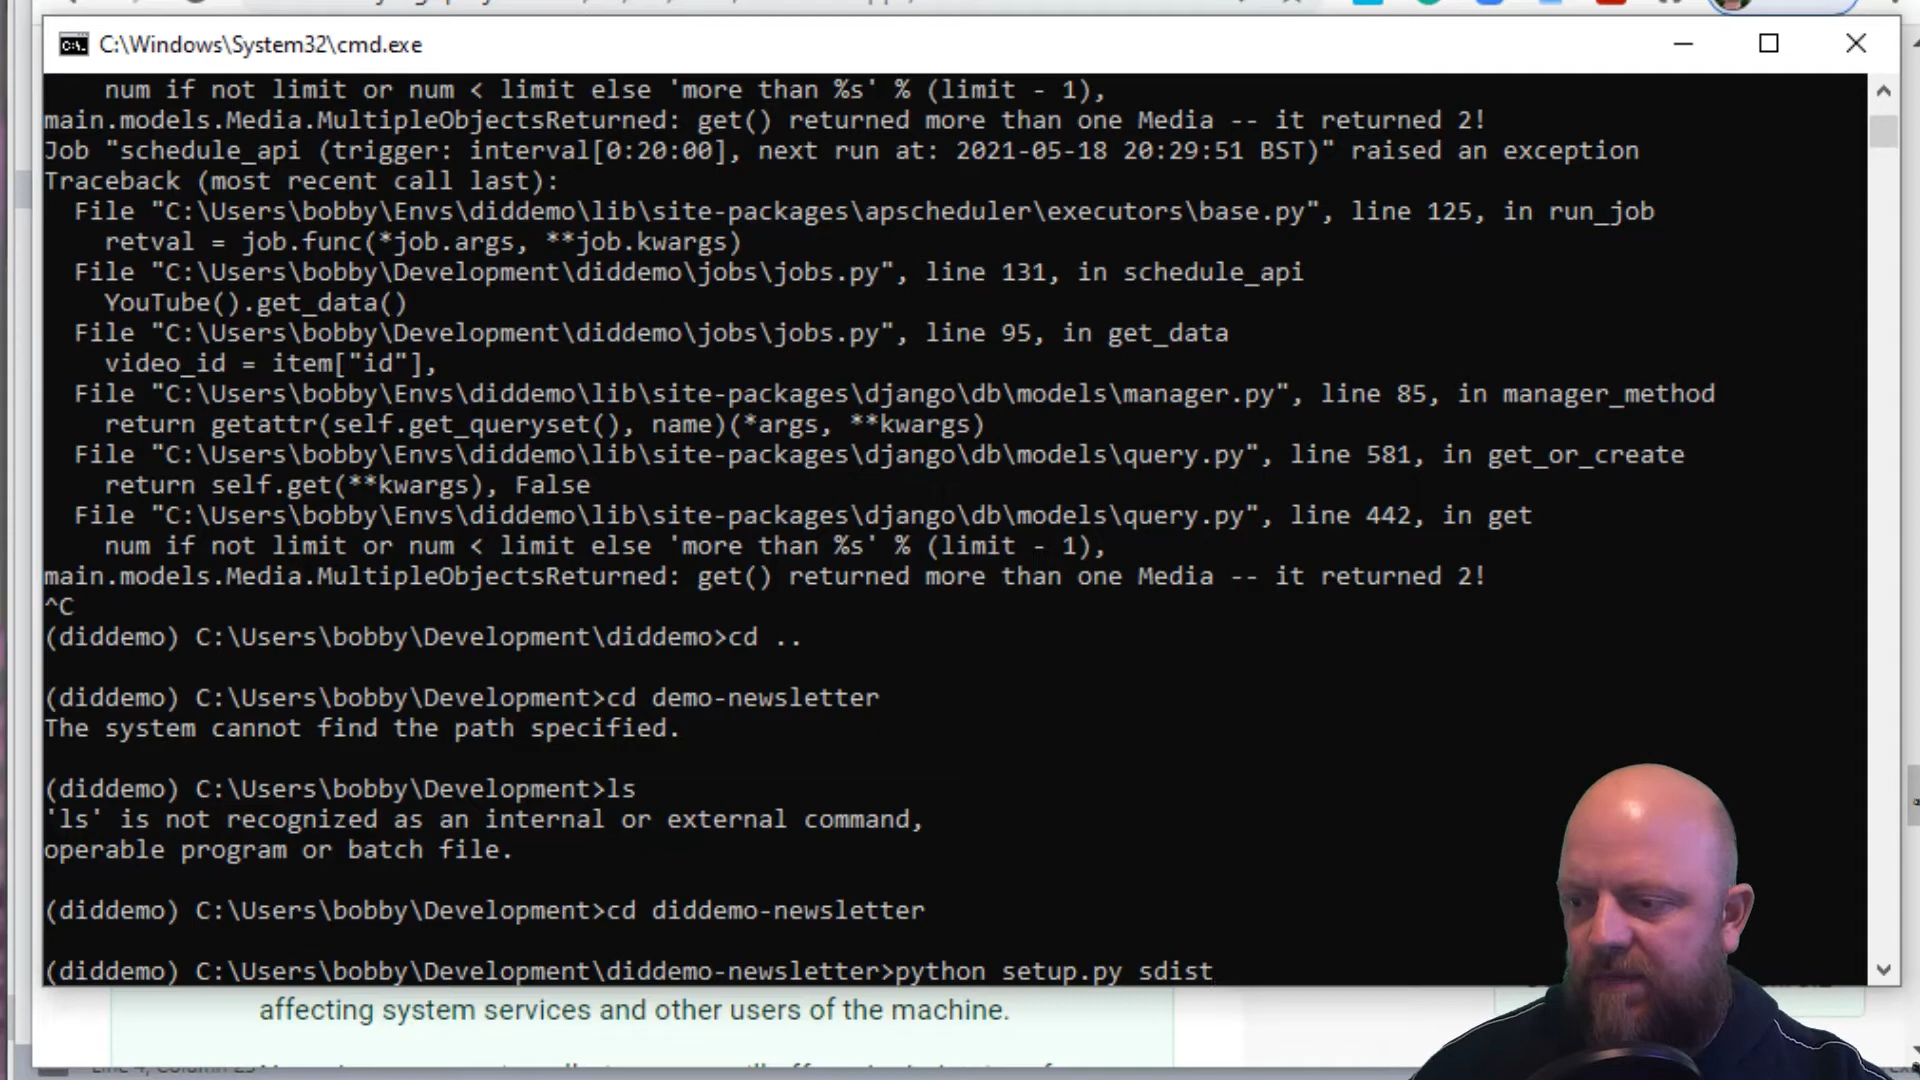 C:\Windows\System32\cmd.exe
num if not limit or num < limit else 'more than %s' % (limit - 1),
main.models.Media.MultipleObjectsReturned: get() returned more than one Media -- it returned 2!
Job "schedule_api (trigger: interval[0:20:00], next run at: 2021-05-18 20:29:51 BST)" raised an exception
Traceback (most recent call last):
File "C:\Users\bobby\Envs\diddemo\lib\site-packages\apscheduler\executors\base.py", line 125, in run_job
retval = job.func(*job.args, **job.kwargs)
File "C:\Users\bobby\Development\diddemo\jobs\jobs.py", line 131, in schedule_api
YouTube().get_data()
File "C:\Users\bobby\Development\diddemo\jobs\jobs.py", line 95, in get_data
video_id = item["id"],
File "C:\Users\bobby\Envs\diddemo\lib\site-packages\django\db\models\manager.py", line 85, in manager_method
return getattr(self.get_queryset(), name)(*args, **kwargs)
File "C:\Users\bobby\Envs\diddemo\lib\site-packages\django\db\models\query.py", line 581, in get_or_create
return self.get(**kwargs), False
File "C:\Users\bobby\Envs\diddemo\lib\site-packages\django\db\models\query.py", line 442, in get
num if not limit or num < limit else 'more than %s' % (limit - 1),
main.models.Media.MultipleObjectsReturned: get() returned more than one Media -- it returned 2!
^C
(diddemo) C:\Users\bobby\Development\diddemo>cd ..
(diddemo) C:\Users\bobby\Development>cd demo-newsletter
The system cannot find the path specified.
(diddemo) C:\Users\bobby\Development>ls
'ls' is not recognized as an internal or external command,
operable program or batch file.
(diddemo) C:\Users\bobby\Development>cd diddemo-newsletter
(diddemo) C:\Users\bobby\Development\diddemo-newsletter>python setup.py sdist
affecting system services and other users of the machine.